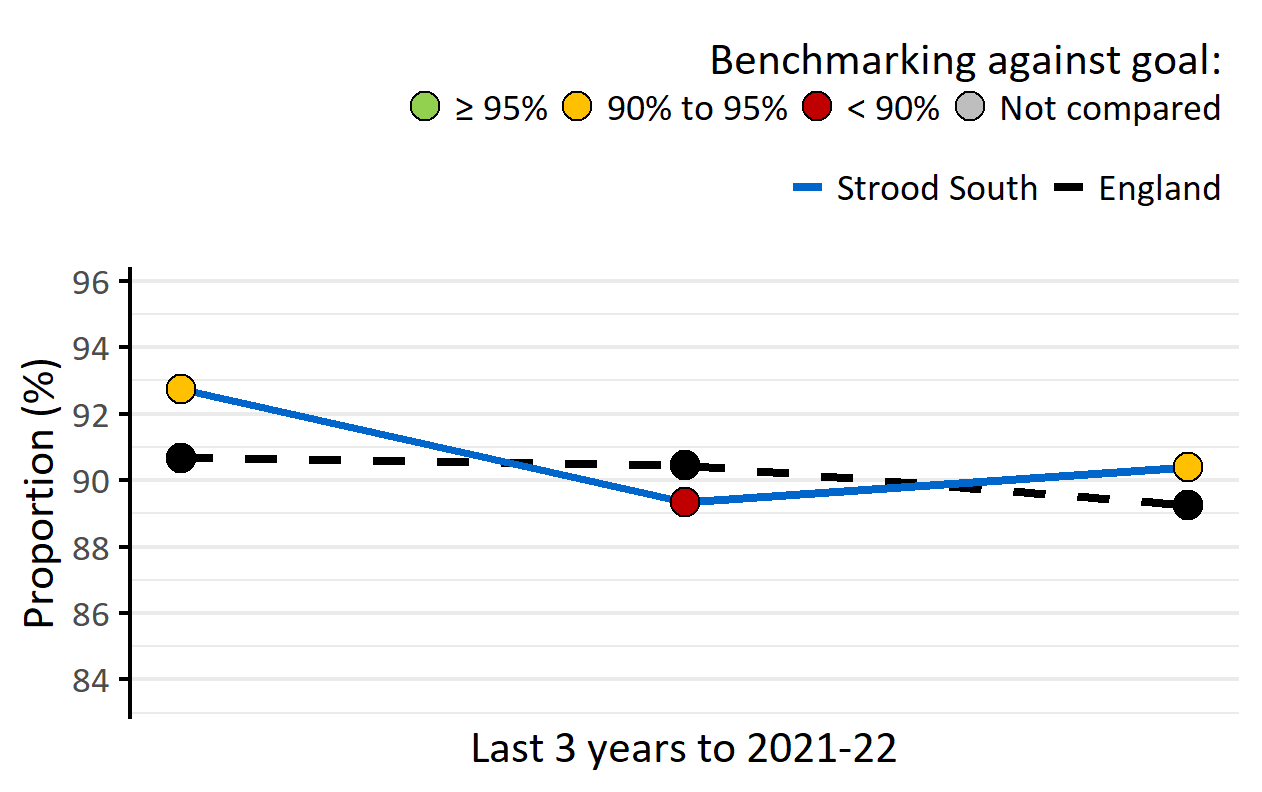 Benchmarking against goal:
≥ 95% 90% to 95% < 90% Not compared
Strood South England
96
94
92
90
88
86
84
Proportion (%)
Last 3 years to 2021-22